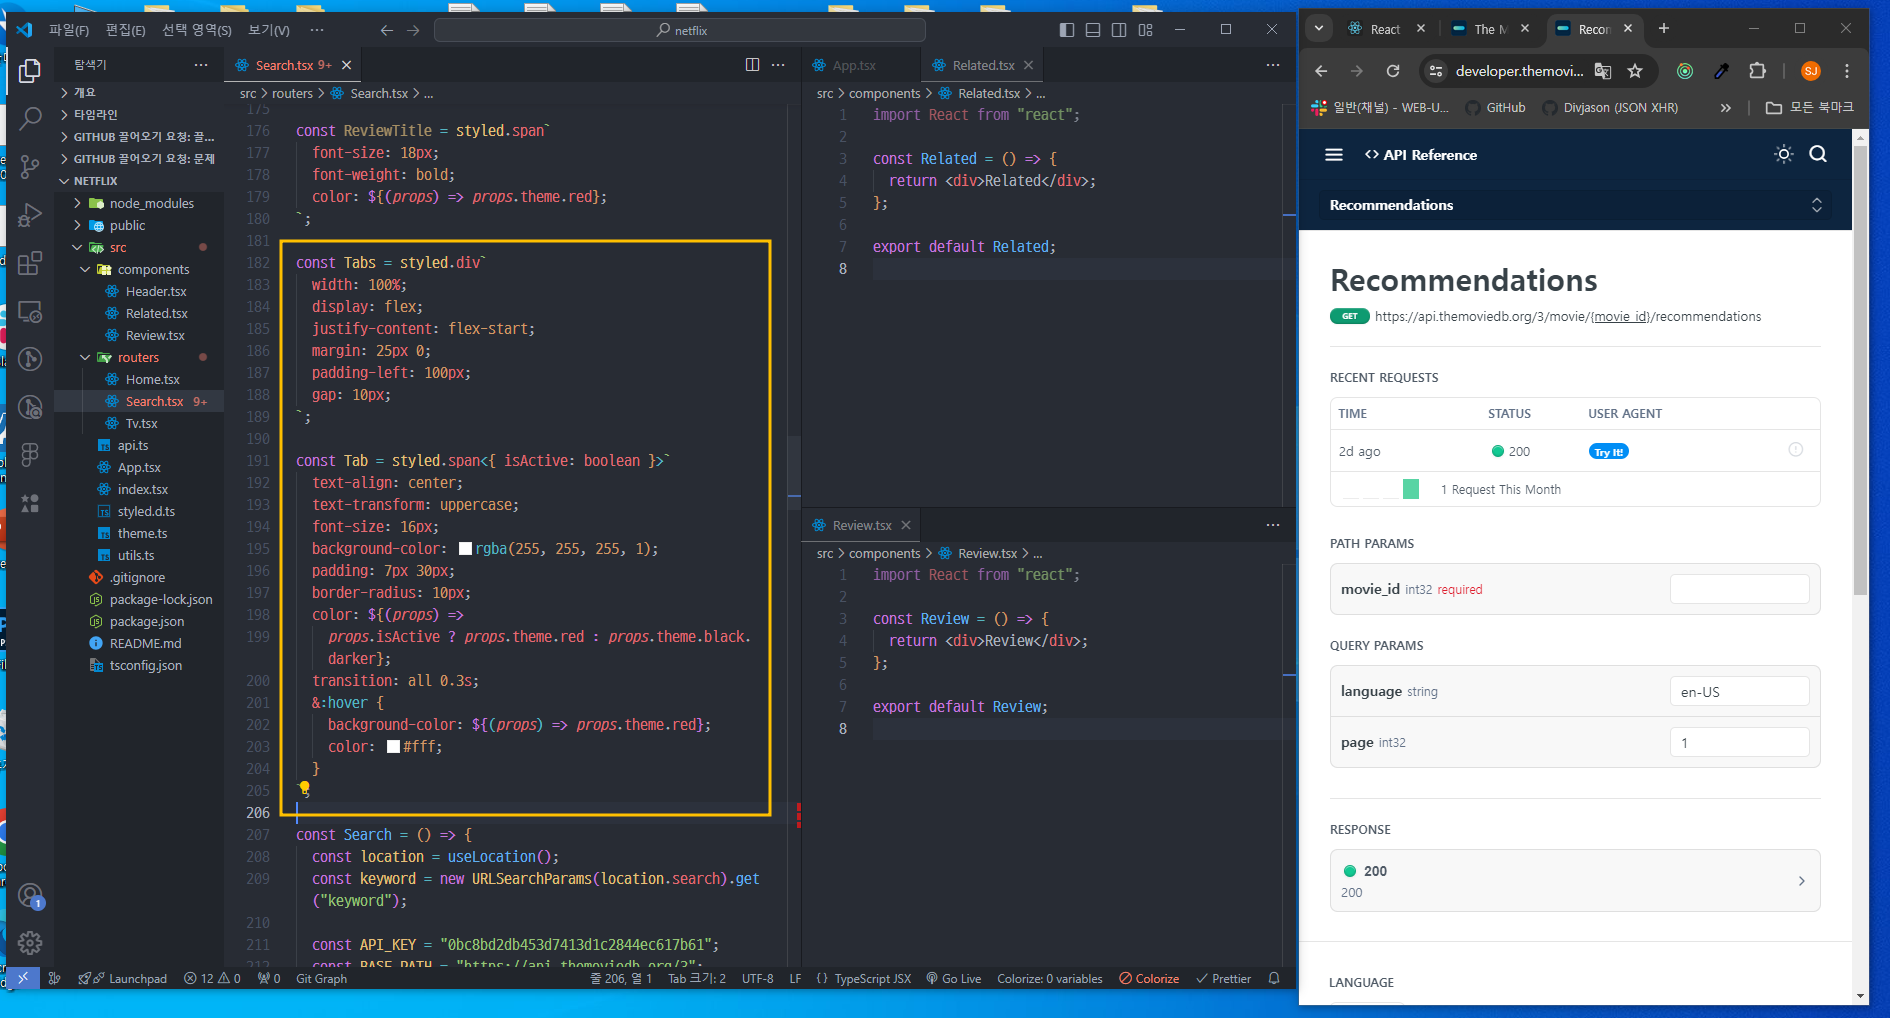 파일(F) 편집(E) 선택 영역(S) 보기(V) ··· netflix
탐색기 ···
개요
타임라인
GITHUB 끌어오기 요청: 끌...
GITHUB 끌어오기 요청: 문제
NETFLIX
node_modules
public
src
components
Header.tsx
Related.tsx
Review.tsx
routers
Home.tsx
Search.tsx 9+
Tv.tsx
api.ts
App.tsx
index.tsx
styled.d.ts
theme.ts
utils.ts
.gitignore
package-lock.json
package.json
README.md
tsconfig.json
1
Search.tsx 9+
src > routers > Search.tsx > ...
175
176 const ReviewTitle = styled.span`
177 font-size: 18px;
178 font-weight: bold;
179 color: ${(props) => props.theme.red};
180 `;
181
182 const Tabs = styled.div`
183 width: 100%;
184 display: flex;
185 justify-content: flex-start;
186 margin: 25px 0;
187 padding-left: 100px;
188 gap: 10px;
189 `;
190
191 const Tab = styled.span<{ isActive: boolean }>`
192 text-align: center;
193 text-transform: uppercase;
194 font-size: 16px;
195 background-color: rgba(255, 255, 255, 1);
196 padding: 7px 30px;
197 border-radius: 10px;
198 color: ${(props) =>
199 props.isActive ? props.theme.red : props.theme.black.
darker};
200 transition: all 0.3s;
201 &:hover {
202 background-color: ${(props) => props.theme.red};
203 color: #fff;
204 }
205 `;
206
207 const Search = () => {
208 const location = useLocation();
209 const keyword = new URLSearchParams(location.search).get
("keyword");
210
211 const API_KEY = "0bc8bd2db453d7413d1c2844ec617b61";
212 const BASE_PATH = "https://api.themoviedb.org/3";
App.tsx Related.tsx
src > components > Related.tsx > ...
1 import React from "react";
2
3 const Related = () => {
4 return <div>Related</div>;
5 };
6
7 export default Related;
8
Review.tsx
src > components > Review.tsx > ...
1 import React from "react";
2
3 const Review = () => {
4 return <div>Review</div>;
5 };
6
7 export default Review;
8
Launchpad 12 0 0 Git Graph 줄 206, 열 1 Tab 크기: 2 UTF-8 LF {} TypeScript JSX Go Live Colorize: 0 variables Colorize Prettier
React The M Recon
developer.themovi... SJ
일반(채널) - WEB-U... GitHub Divjason (JSON XHR) » 모든 북마크
<> API Reference
Recommendations
Recommendations
GET https://api.themoviedb.org/3/movie/{movie_id}/recommendations
RECENT REQUESTS
TIME STATUS USER AGENT
2d ago 200 Try It!
1 Request This Month
PATH PARAMS
movie_id int32 required
QUERY PARAMS
language string en-US
page int32 1
RESPONSE
200
200
LANGUAGE